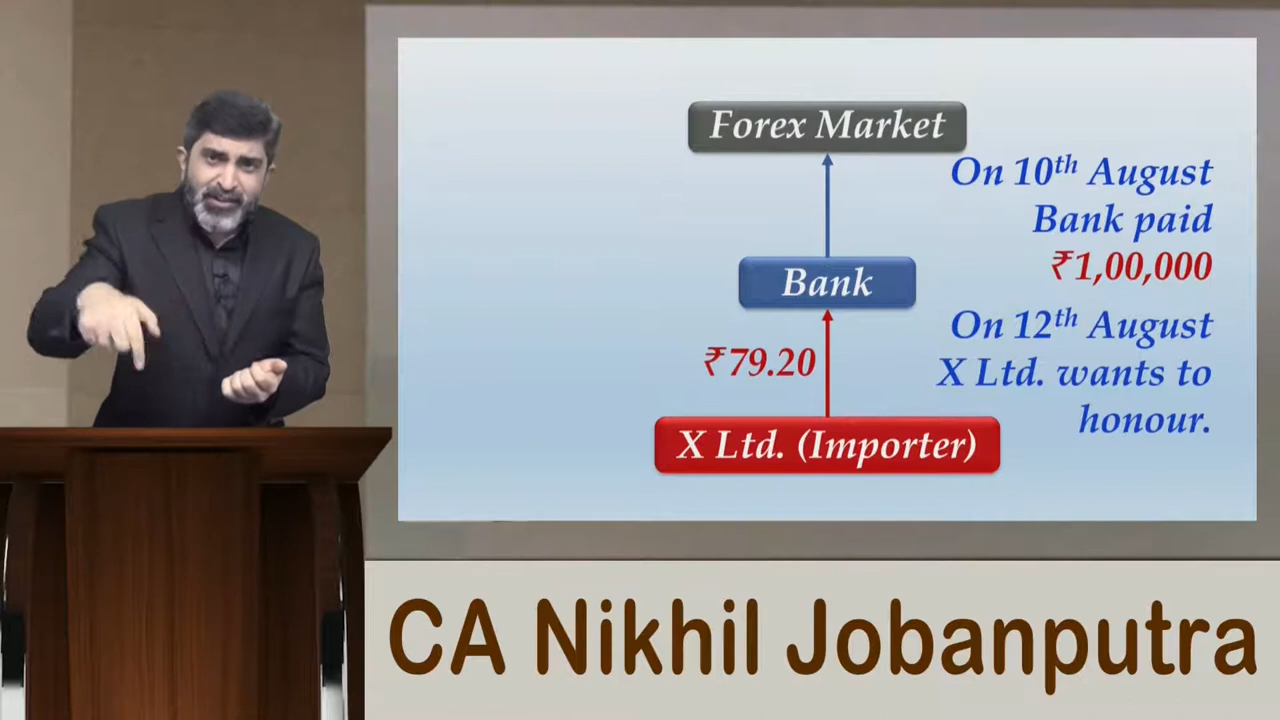 Forex Market
On 10th August
Bank paid
₹1,00,000
Bank
On 12th August
₹79.20
X Ltd. wants to
honour.
X Ltd. (Importer)
CA Nikhil Jobanputra